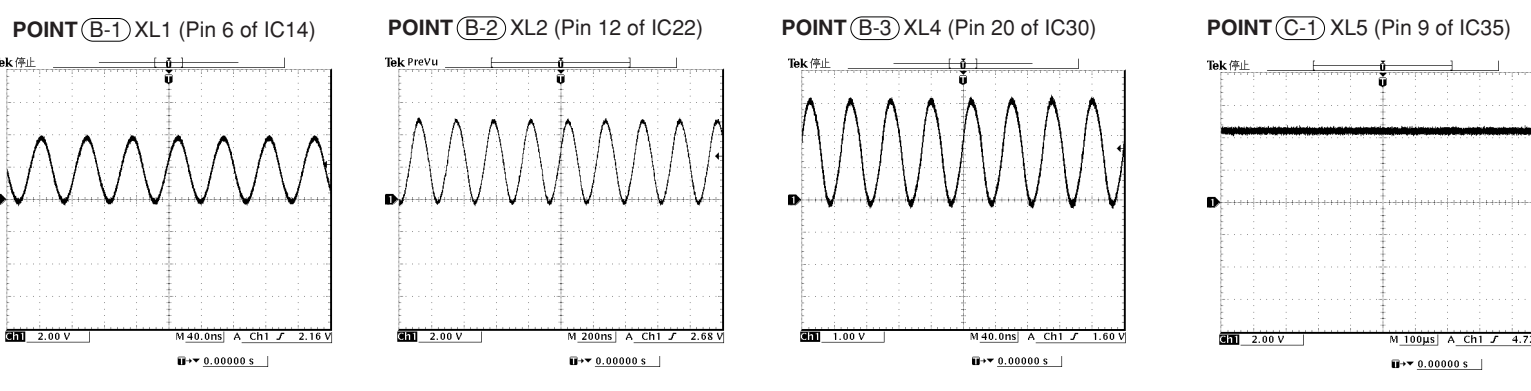 POINT B-1 XL1 (Pin 6 of IC14)
Tek 停止
T
Ch1 2.00 V M 40.0ns A Ch1 2.16 V
0.00000 s
POINT B-2 XL2 (Pin 12 of IC22)
Tek PreVu
T
1
Ch1 2.00 V M 200ns A Ch1 2.68 V
0.00000 s
POINT B-3 XL4 (Pin 20 of IC30)
Tek 停止
T
1
Ch1 1.00 V M 40.0ns A Ch1 1.60 V
0.00000 s
POINT C-1 XL5 (Pin 9 of IC35)
Tek 停止
T
1
Ch1 2.00 V M 100µs A Ch1
0.00000 s